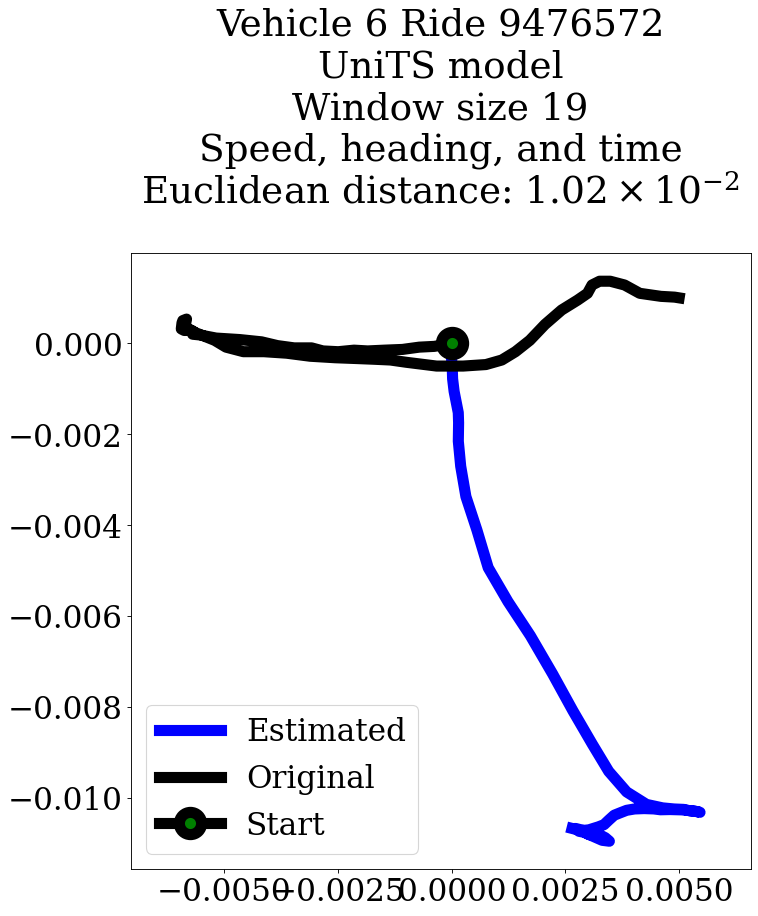 Vehicle 6 Ride 9476572
UniTS model
Window size 19
Speed, heading, and time
Euclidean distance: 1.02 × 10⁻²
0.000
−0.002
−0.004
−0.006
−0.008
−0.010
Estimated
Original
Start
−0.0050 −0.0025 0.0000 0.0025 0.0050